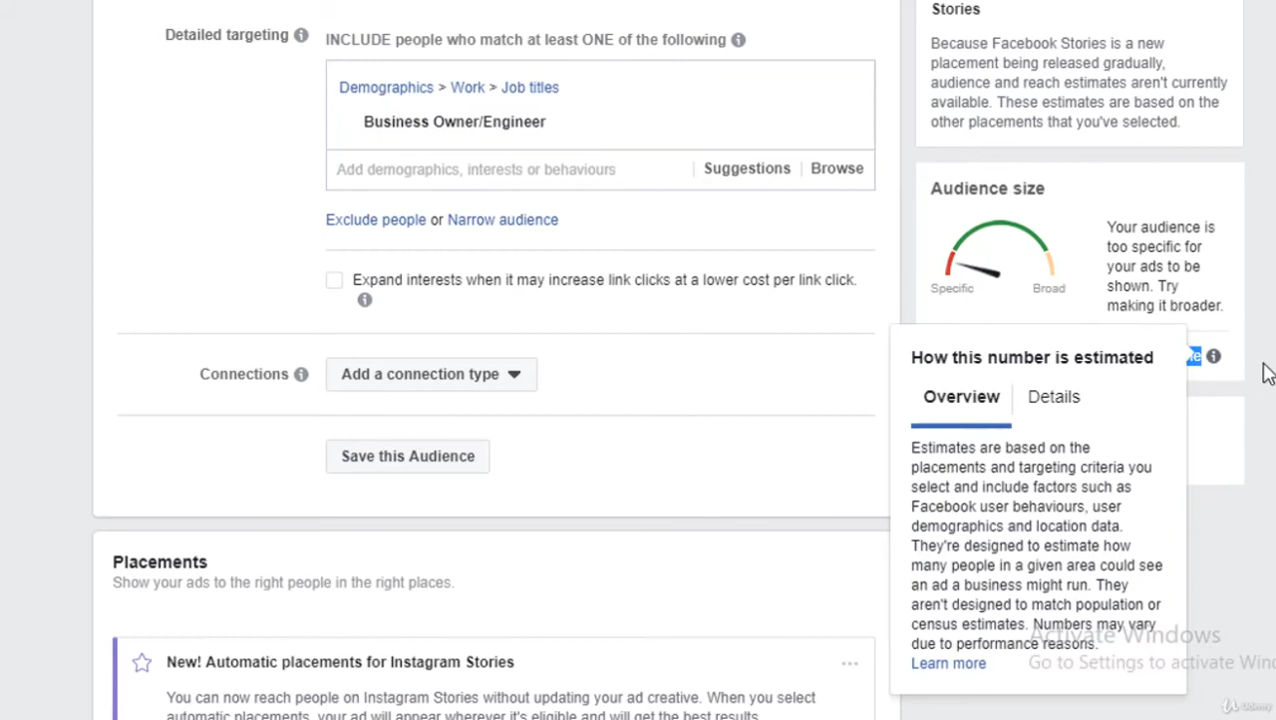 Detailed targeting
INCLUDE people who match at least ONE of the following
Demographics > Work > Job titles
Business Owner/Engineer
Add demographics, interests or behaviours
Suggestions
Browse
Exclude people or Narrow audience
Expand interests when it may increase link clicks at a lower cost per link click.
Connections
Add a connection type
Save this Audience
Placements
Show your ads to the right people in the right places.
New! Automatic placements for Instagram Stories
You can now reach people on Instagram Stories without updating your ad creative. When you select
automatic placements, your ad will appear wherever it's eligible and will get the best results.
Stories
Because Facebook Stories is a new
placement being released gradually,
audience and reach estimates aren't currently
available. These estimates are based on the
other placements that you've selected.
Audience size
Your audience is
too specific for
your ads to be
shown. Try
making it broader.
Specific
Broad
How this number is estimated
Overview
Details
Estimates are based on the
placements and targeting criteria you
select and include factors such as
Facebook user behaviours, user
demographics and location data.
They're designed to estimate how
many people in a given area could see
an ad a business might run. They
aren't designed to match population or
census estimates. Numbers may vary
due to performance reasons.
Learn more
Activate Windows
Go to Settings to activate Win
Udemy